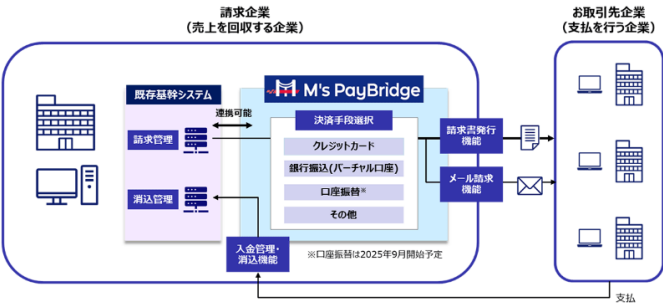 請求企業
（売上を回収する企業）
お取引先企業
（支払を行う企業）
既存基幹システム
連携可能
M's PayBridge
決済手段選択
請求管理
クレジットカード
銀行振込(バーチャル口座)
口座振替※
その他
消込管理
請求書発行
機能
メール請求
機能
入金管理・
消込機能
※口座振替は2025年9月開始予定
支払